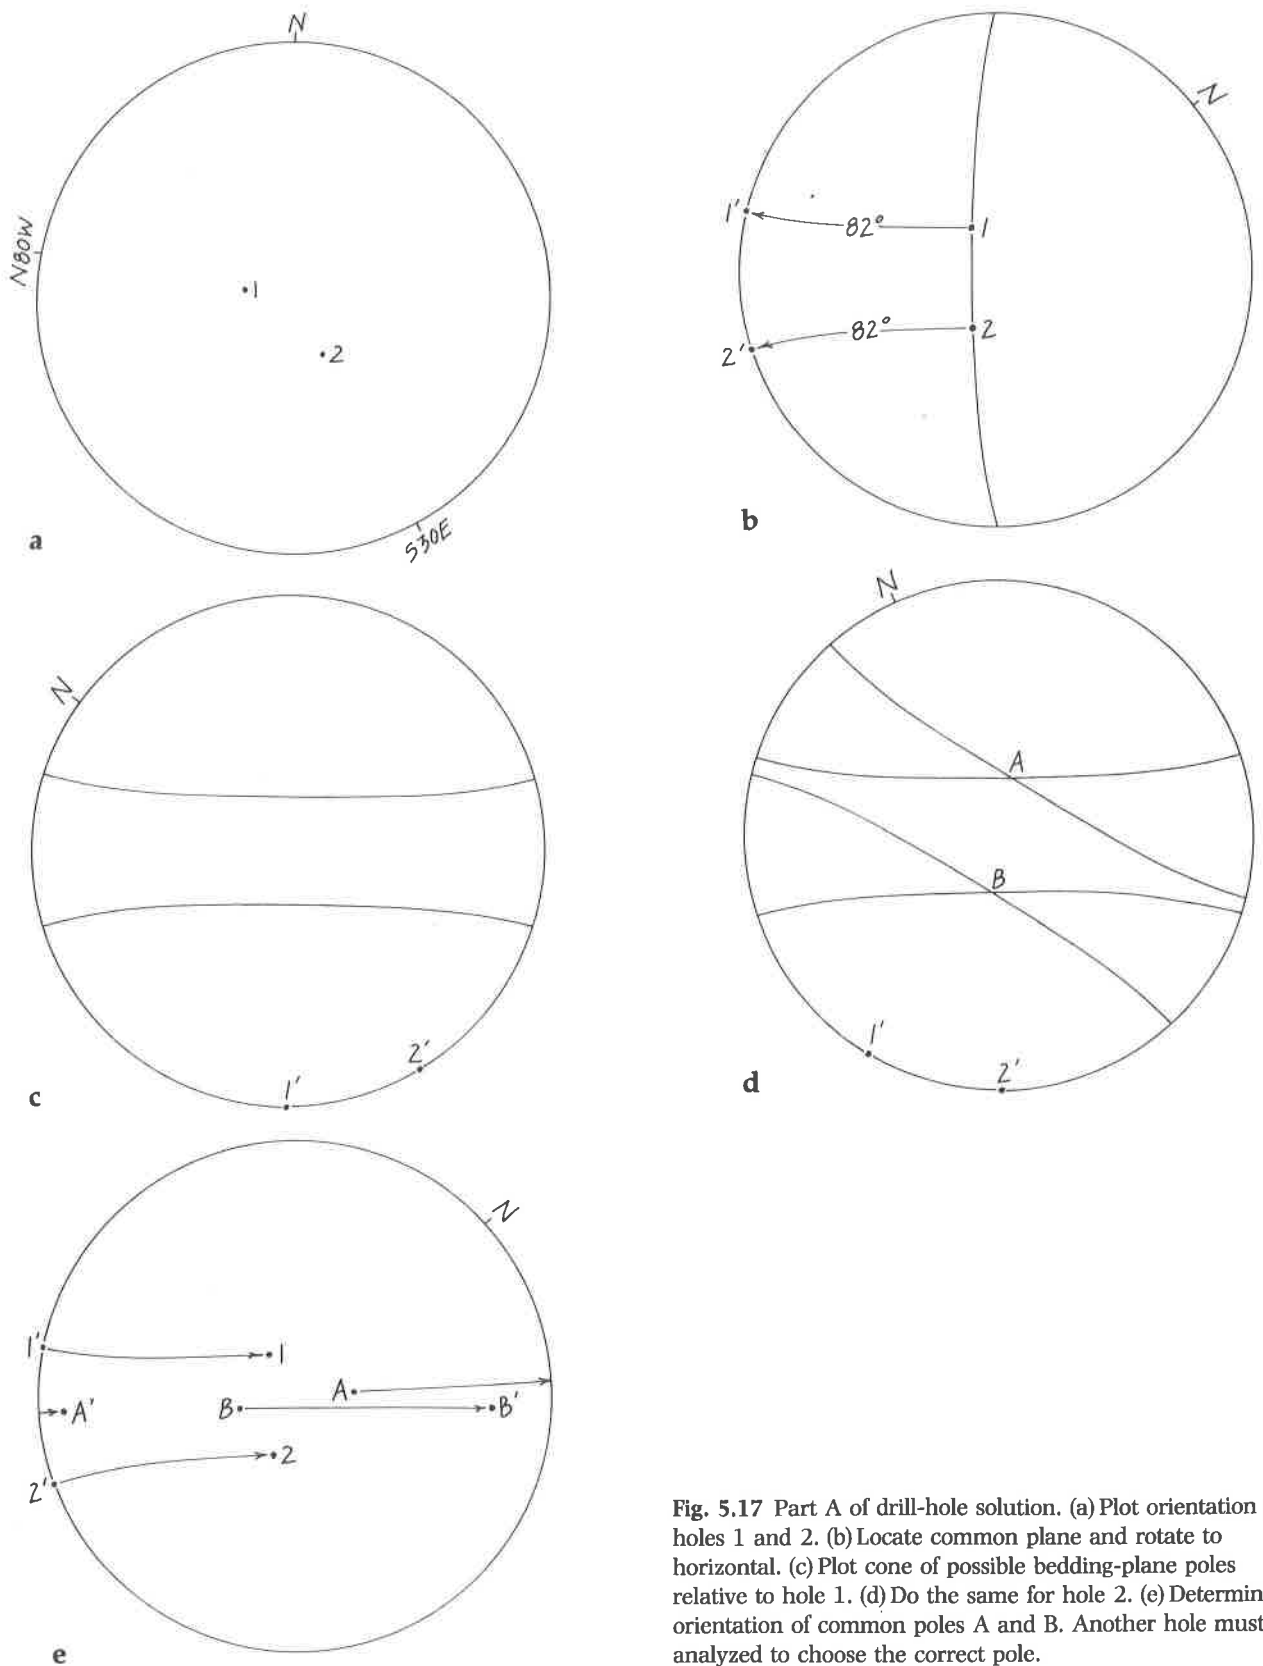 N
N80W
1
2
S30E
a
N
1'
82°
1
2'
82°
2
b
N
1'
2'
c
N
A
B
1'
2'
d
N
1'
1
A
A'
B
B'
2
2'
e
Fig. 5.17 Part A of drill-hole solution. (a) Plot orientation
holes 1 and 2. (b) Locate common plane and rotate to
horizontal. (c) Plot cone of possible bedding-plane poles
relative to hole 1. (d) Do the same for hole 2. (e) Determin
orientation of common poles A and B. Another hole must
analyzed to choose the correct pole.